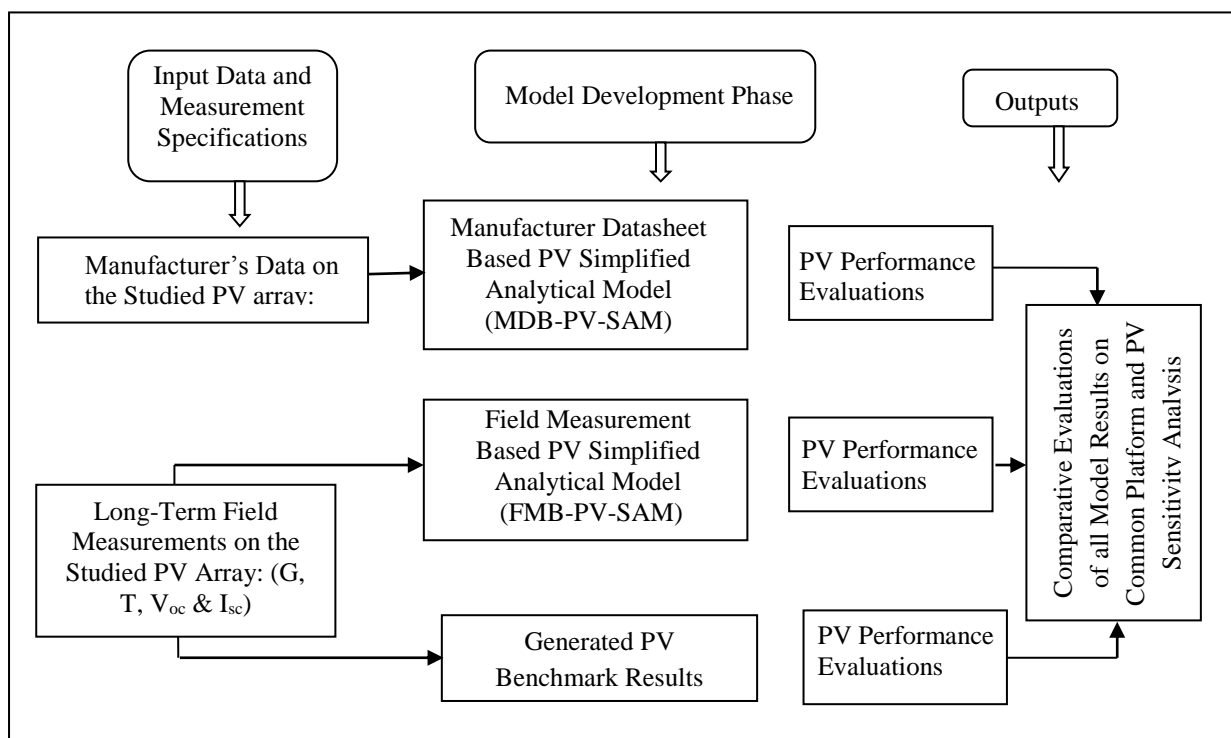 Input Data and
Measurement
Specifications
Model Development Phase
Outputs
Manufacturer's Data on
the Studied PV array:
Manufacturer Datasheet
Based PV Simplified
Analytical Model
(MDB-PV-SAM)
PV Performance
Evaluations
Field Measurement
Based PV Simplified
Analytical Model
(FMB-PV-SAM)
PV Performance
Evaluations
Long-Term Field
Measurements on the
Studied PV Array: (G,
T, Voc & Isc)
Generated PV
Benchmark Results
PV Performance
Evaluations
Comparative Evaluations
of all Model Results on
Common Platform and PV
Sensitivity Analysis